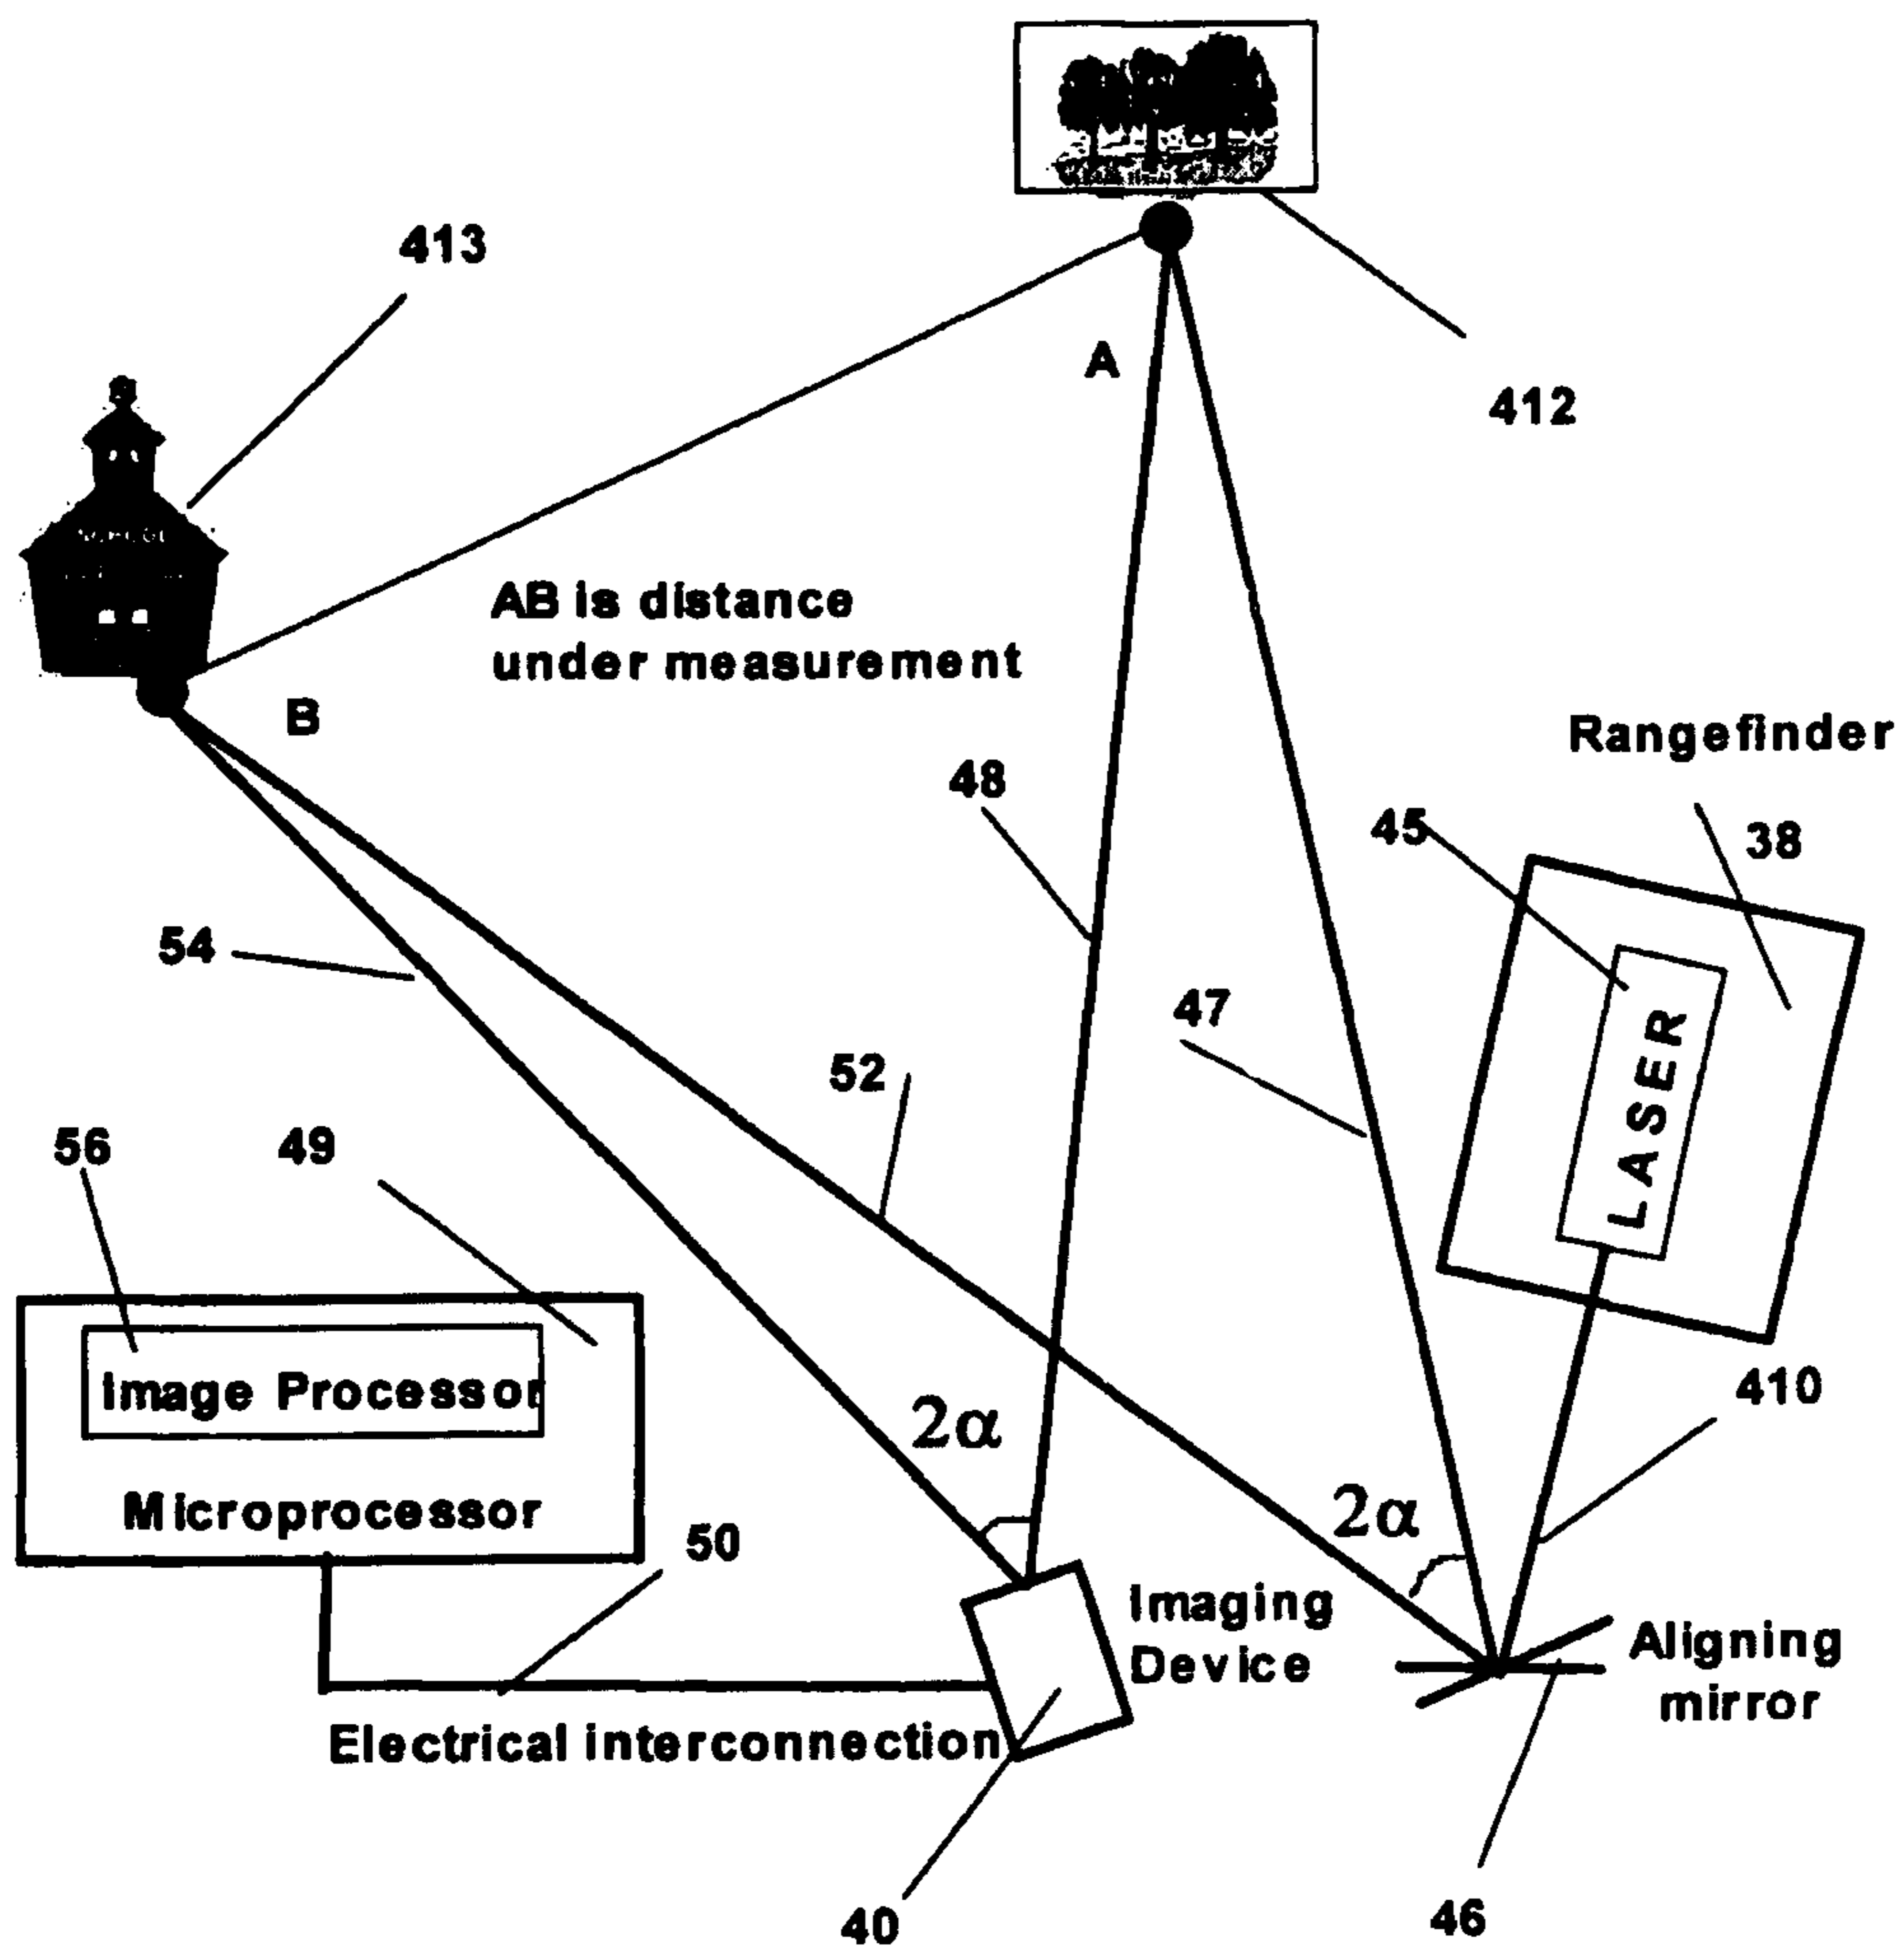 413
A
412
AB is distance
under measurement
B
Rangefinder
48
45
38
54
47
52
LASER
56
49
410
Image Processor
2α
Microprocessor
2α
50
Imaging
Device
Aligning
mirror
Electrical interconnection
40
46